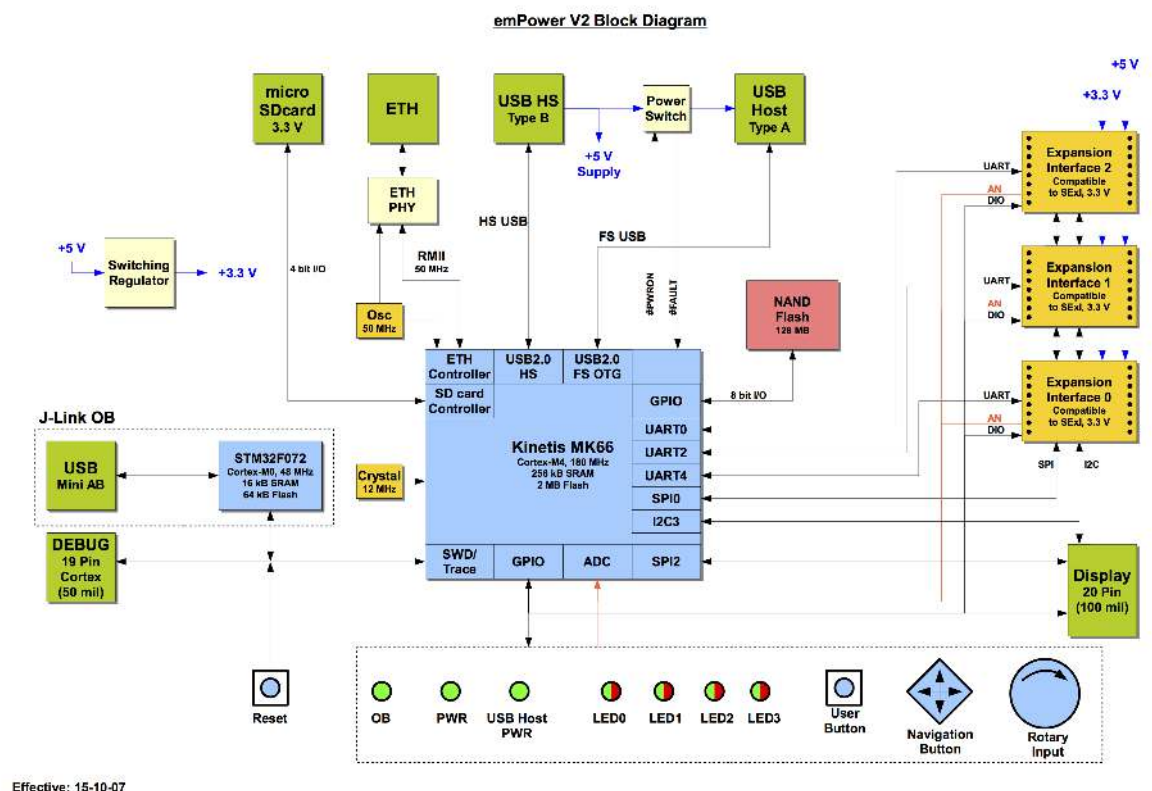 emPower V2 Block Diagram
micro
SDcard
3.3 V
ETH
USB HS
Type B
Power
Switch
USB
Host
Type A
+5 V
Supply
+5 V
+3.3 V
Expansion
Interface 2
Compatible
to SExI, 3.3 V
UART
AN
DIO
ETH
PHY
HS USB
FS USB
RMII
50 MHz
4 bit I/O
#PWRON
#FAULT
+5 V
Switching
Regulator
+3.3 V
Osc
50 MHz
NAND
Flash
128 MB
Expansion
Interface 1
Compatible
to SExI, 3.3 V
UART
AN
DIO
ETH
Controller
USB2.0
HS
USB2.0
FS OTG
SD card
Controller
GPIO
8 bit I/O
UART0
UART2
UART4
SPI0
I2C3
Kinetis MK66
Cortex-M4, 180 MHz
256 kB SRAM
2 MB Flash
Expansion
Interface 0
Compatible
to SExI, 3.3 V
UART
AN
DIO
SPI
I2C
J-Link OB
USB
Mini AB
STM32F072
Cortex-M0, 48 MHz
16 kB SRAM
64 kB Flash
Crystal
12 MHz
DEBUG
19 Pin
Cortex
(50 mil)
SWD/
Trace
GPIO
ADC
SPI2
Display
20 Pin
(100 mil)
Reset
OB
PWR
USB Host
PWR
LED0
LED1
LED2
LED3
User
Button
Navigation
Button
Rotary
Input
Effective: 15-10-07